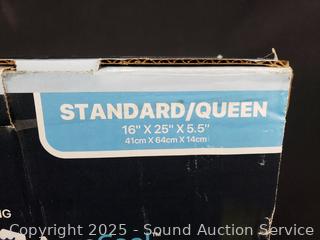 STANDARD/QUEEN
16" X 25" X 5.5"
41cm X 64cm X 14cm
Copyright 2025 - Sound Auction Service